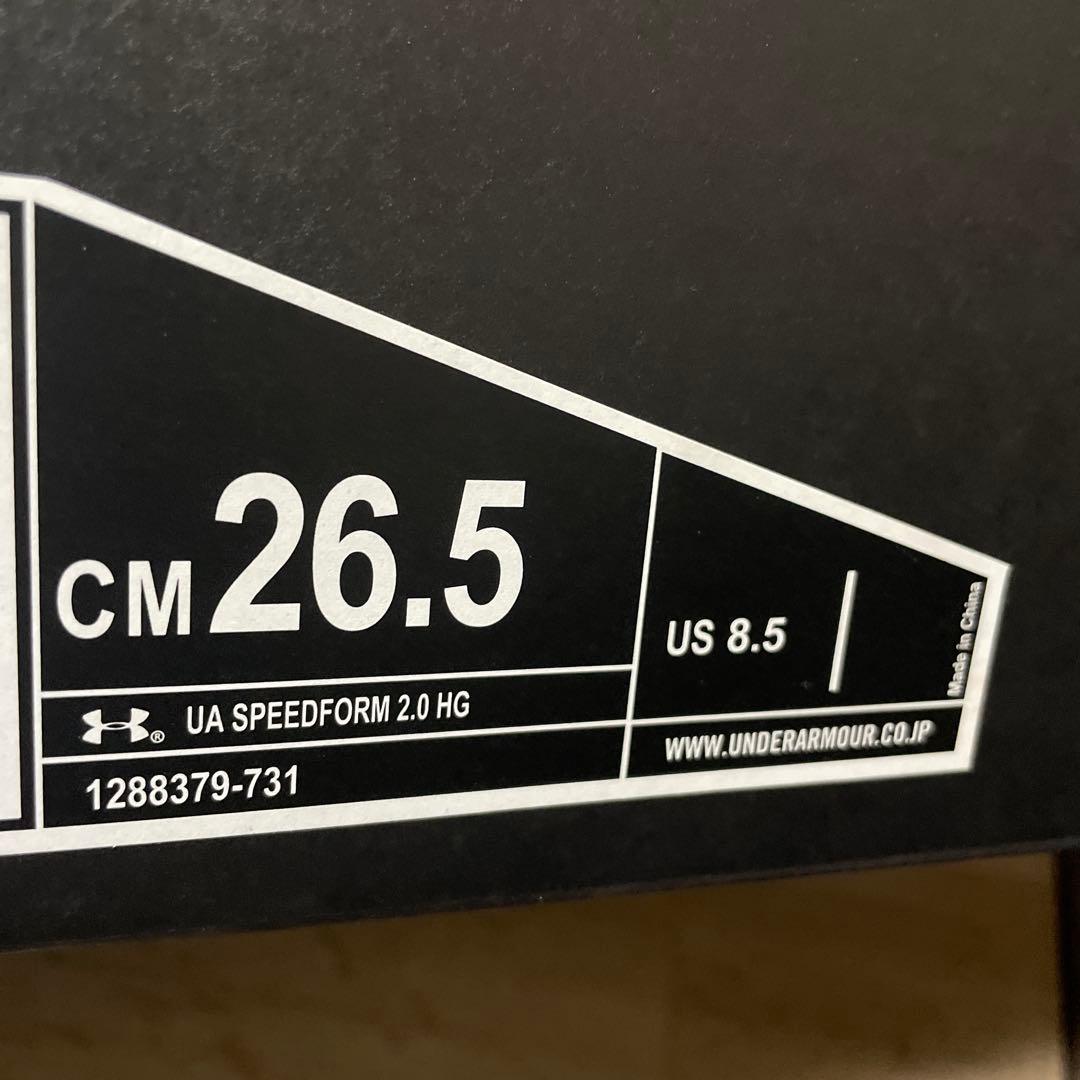 CM 26.5
UA SPEEDFORM 2.0 HG
1288379-731
US 8.5
Made in China
WWW.UNDERARMOUR.CO.JP